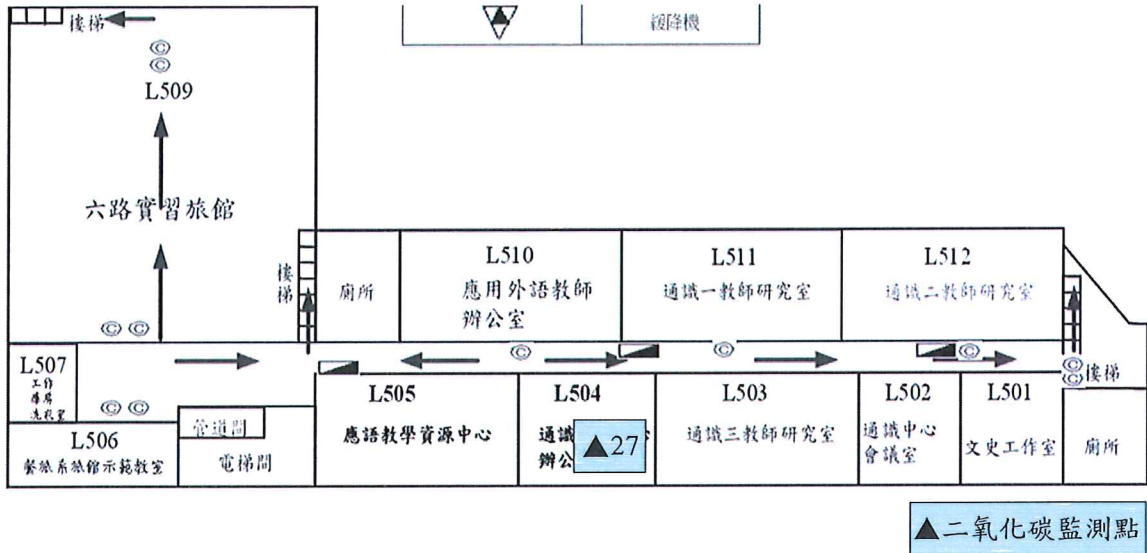 樓梯
緩降機
©
©
L509
六路實習旅館
樓梯
廁所
L510
應用外語教師
辦公室
L511
通識一教師研究室
L512
通識二教師研究室
© ©
©
©
©
L507
工作
© ©
L505
應語教學資源中心
L504
通識
辦公
▲27
L503
通識三教師研究室
L502
通識中心
會議室
L501
文史工作室
©
©
樓梯
廁所
L506
餐旅系旅館示範教室
管道間
電梯間
▲二氧化碳監測點